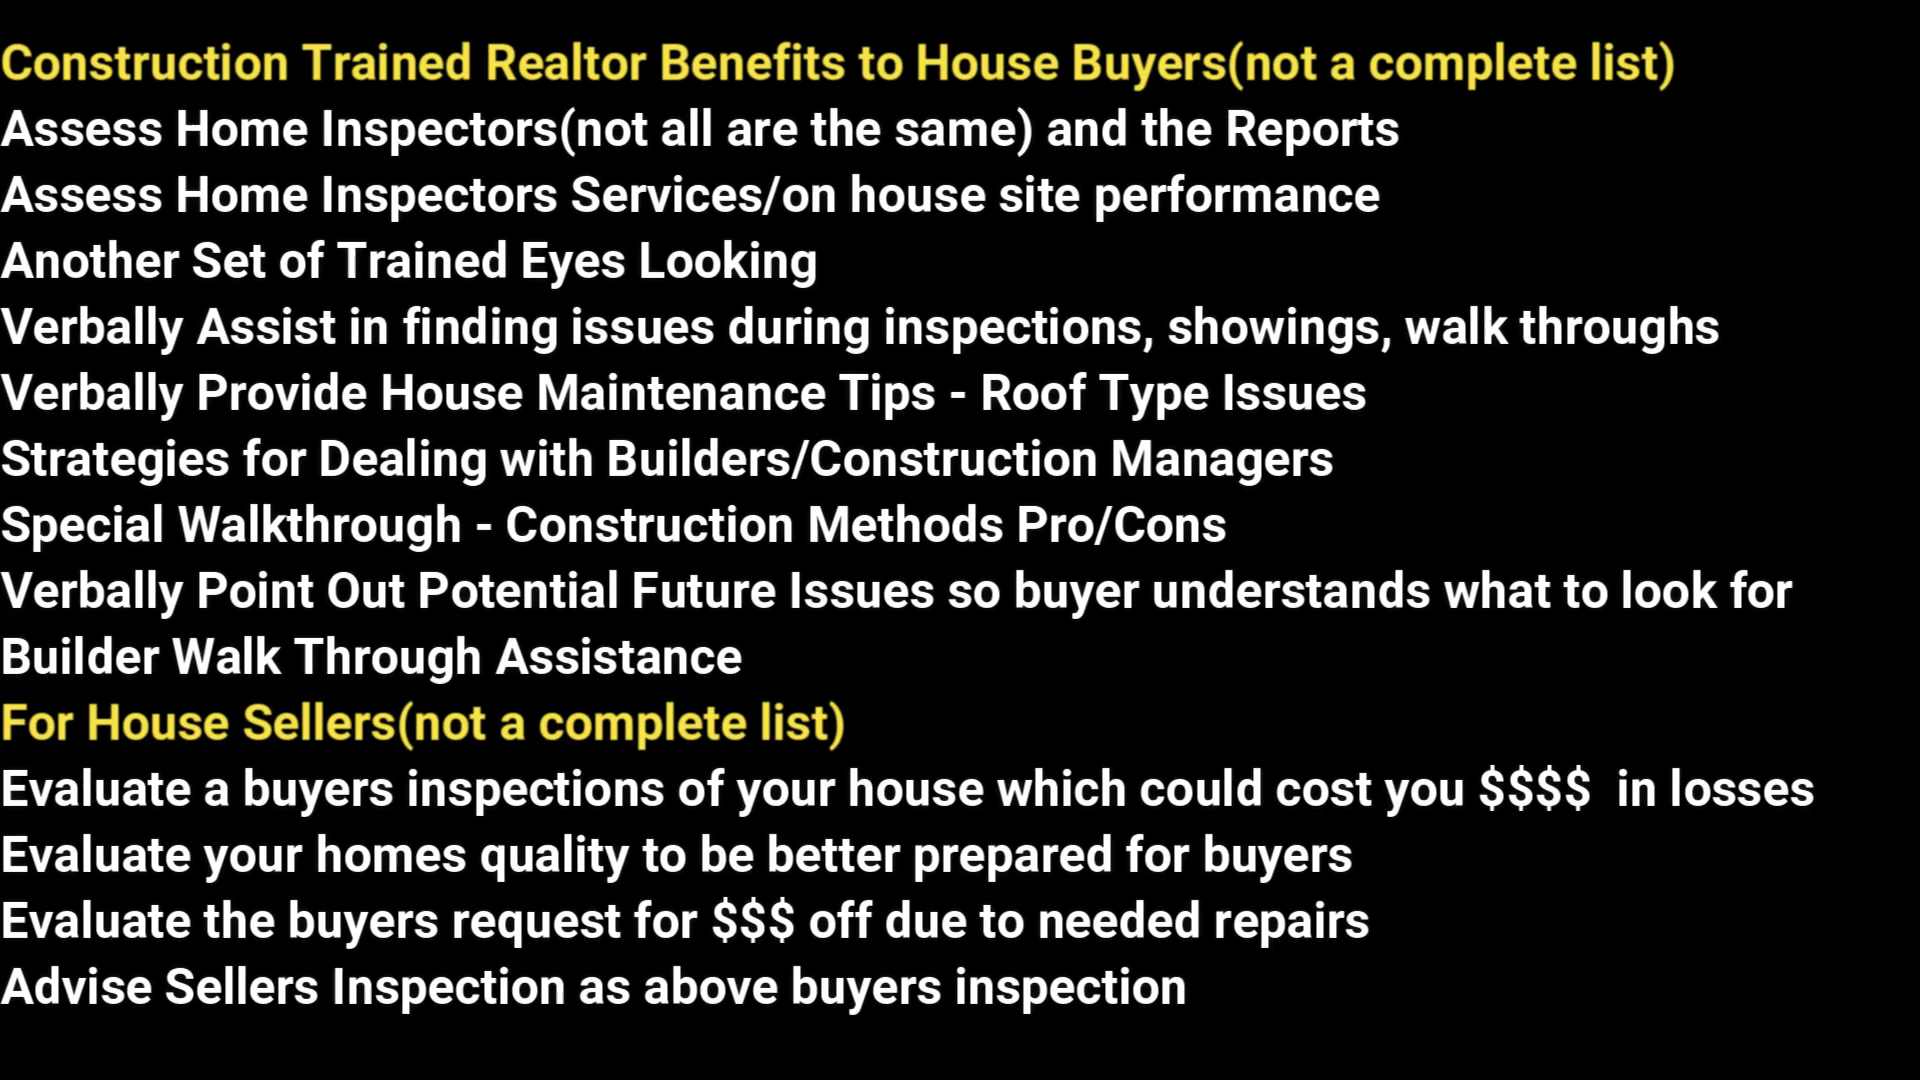 Construction Trained Realtor Benefits to House Buyers(not a complete list)
Assess Home Inspectors(not all are the same) and the Reports
Assess Home Inspectors Services/on house site performance
Another Set of Trained Eyes Looking
Verbally Assist in finding issues during inspections, showings, walk throughs
Verbally Provide House Maintenance Tips - Roof Type Issues
Strategies for Dealing with Builders/Construction Managers
Special Walkthrough - Construction Methods Pro/Cons
Verbally Point Out Potential Future Issues so buyer understands what to look for
Builder Walk Through Assistance
For House Sellers(not a complete list)
Evaluate a buyers inspections of your house which could cost you $$$$  in losses
Evaluate your homes quality to be better prepared for buyers
Evaluate the buyers request for $$$ off due to needed repairs
Advise Sellers Inspection as above buyers inspection